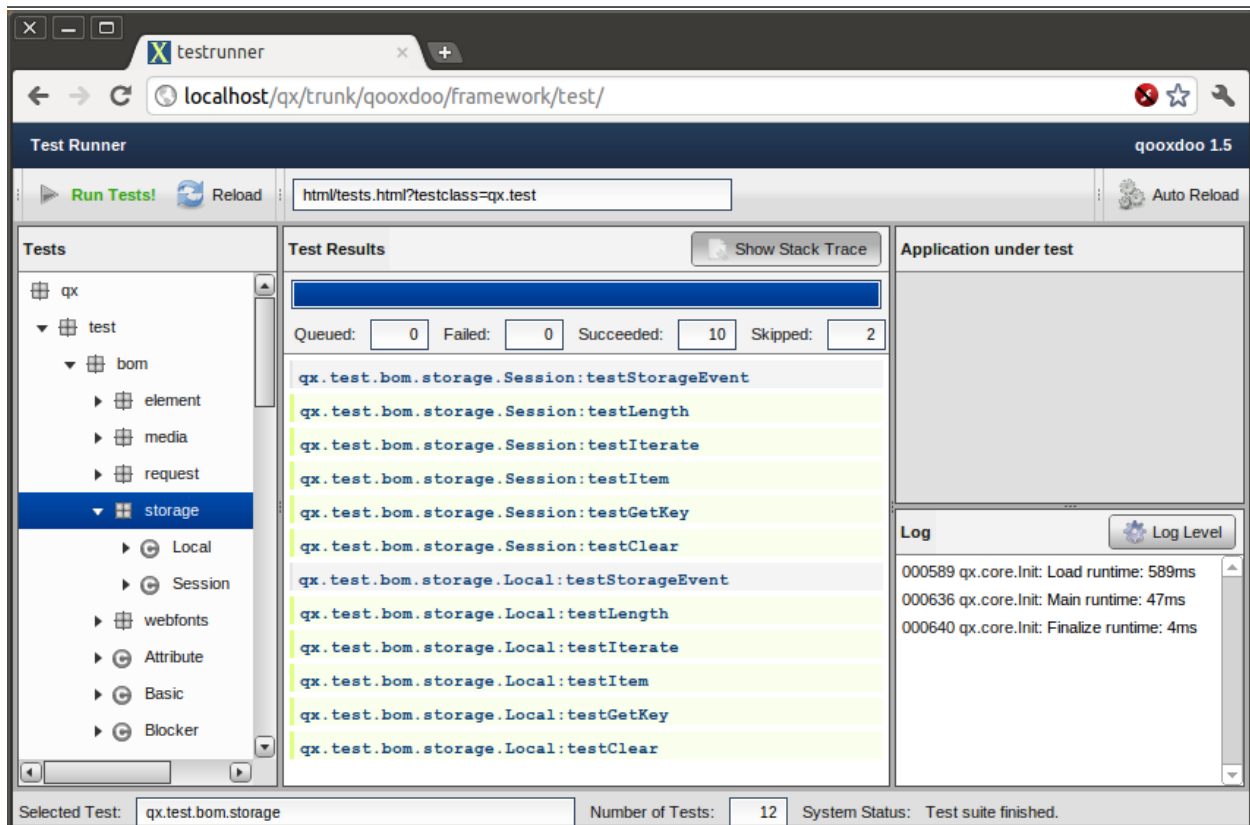 testrunner
localhost/qx/trunk/qooxdoo/framework/test/
Test Runner
qooxdoo 1.5
Run Tests!
Reload
html/tests.html?testclass=qx.test
Auto Reload
Tests
qx
test
bom
element
media
request
storage
Local
Session
webfonts
Attribute
Basic
Blocker
Test Results
Show Stack Trace
Queued: 0 Failed: 0 Succeeded: 10 Skipped: 2
qx.test.bom.storage.Session:testStorageEvent
qx.test.bom.storage.Session:testLength
qx.test.bom.storage.Session:testIterate
qx.test.bom.storage.Session:testItem
qx.test.bom.storage.Session:testGetKey
qx.test.bom.storage.Session:testClear
qx.test.bom.storage.Local:testStorageEvent
qx.test.bom.storage.Local:testLength
qx.test.bom.storage.Local:testIterate
qx.test.bom.storage.Local:testItem
qx.test.bom.storage.Local:testGetKey
qx.test.bom.storage.Local:testClear
Application under test
Log
Log Level
000589 qx.core.Init: Load runtime: 589ms
000636 qx.core.Init: Main runtime: 47ms
000640 qx.core.Init: Finalize runtime: 4ms
Selected Test: qx.test.bom.storage Number of Tests: 12 System Status: Test suite finished.